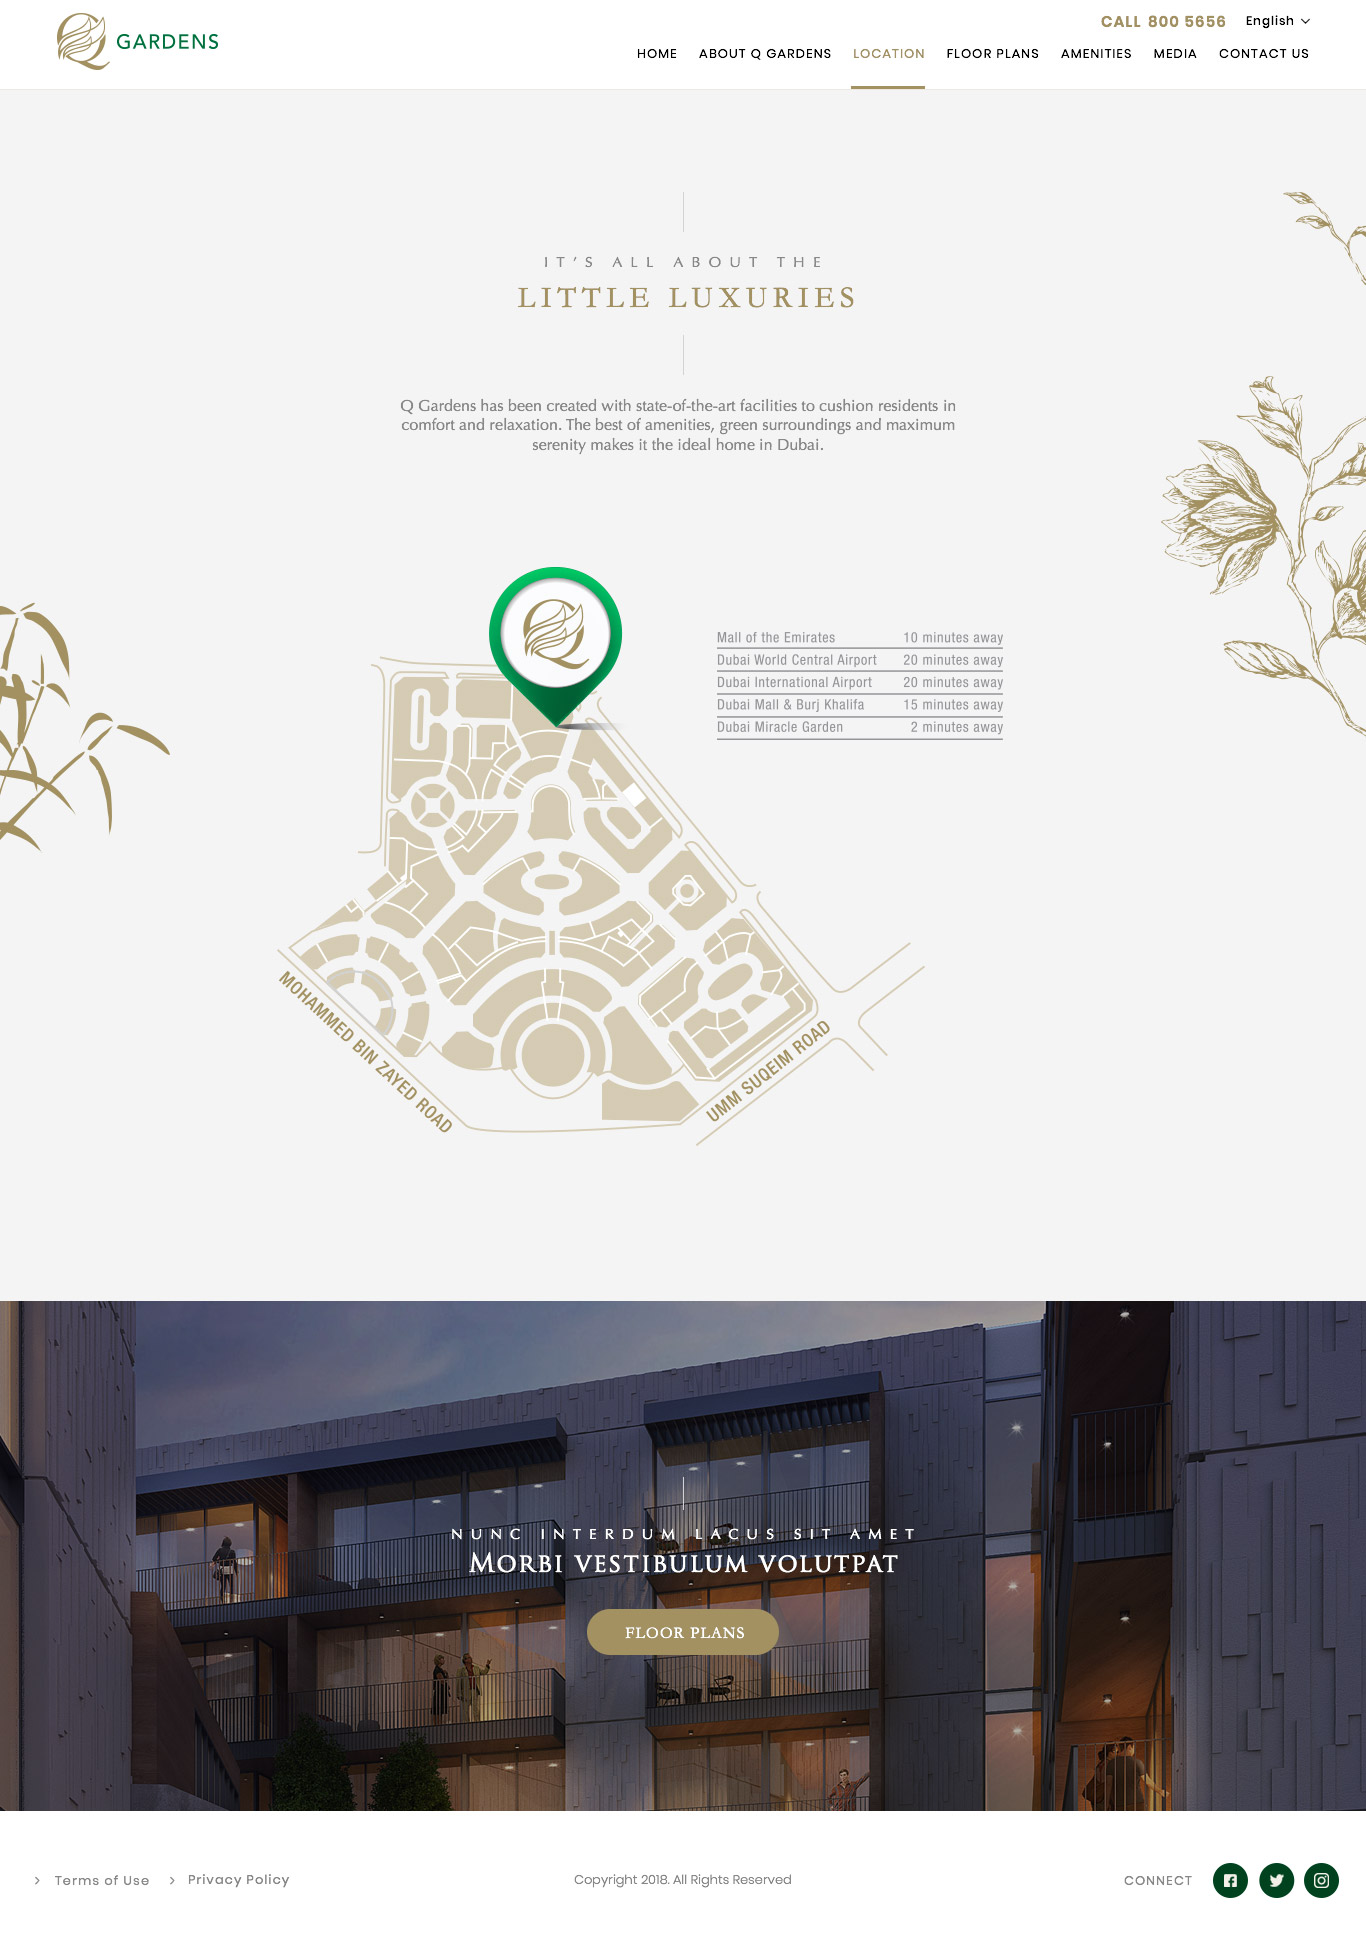 GARDENS
CALL 800 5656 English
HOME ABOUT Q GARDENS LOCATION FLOOR PLANS AMENITIES MEDIA CONTACT US
IT'S ALL ABOUT THE
LITTLE LUXURIES
Q Gardens has been created with state-of-the-art facilities to cushion residents in
comfort and relaxation. The best of amenities, green surroundings and maximum
serenity makes it the ideal home in Dubai.
Mall of the Emirates 10 minutes away
Dubai World Central Airport 20 minutes away
Dubai International Airport 20 minutes away
Dubai Mall & Burj Khalifa 15 minutes away
Dubai Miracle Garden 2 minutes away
MOHAMMED BIN ZAYED ROAD
UMM SUQEIM ROAD
NUNC INTERDUM LACUS SIT AMET
MORBI VESTIBULUM VOLUTPAT
FLOOR PLANS
Terms of Use Privacy Policy Copyright 2018. All Rights Reserved CONNECT